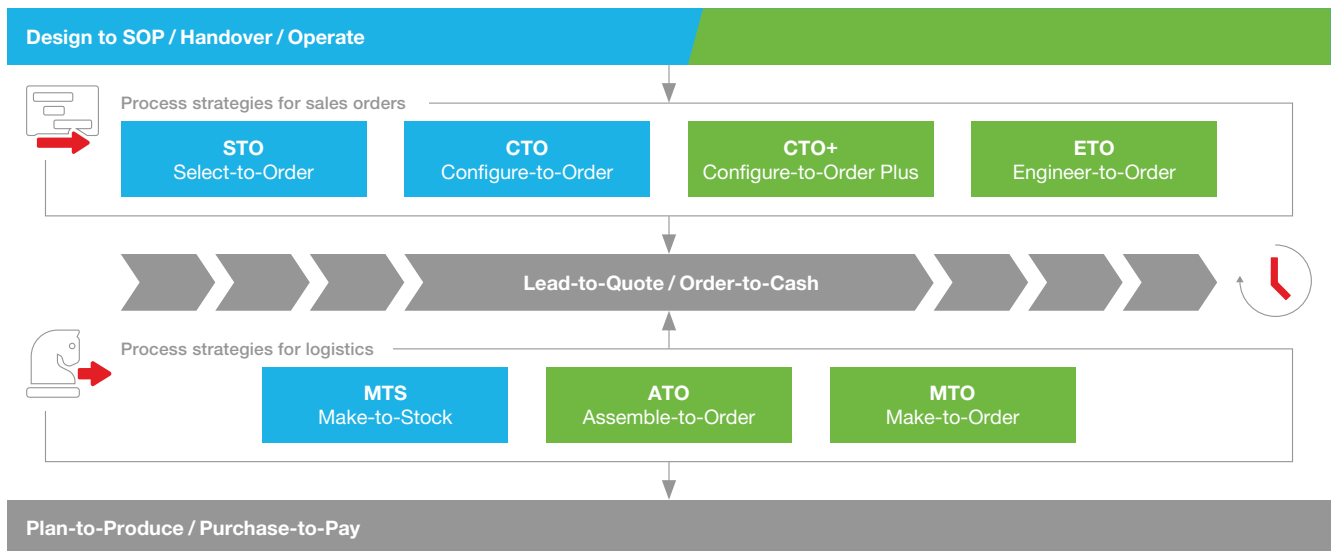 Design to SOP / Handover / Operate
Process strategies for sales orders
STO
Select-to-Order
CTO
Configure-to-Order
CTO+
Configure-to-Order Plus
ETO
Engineer-to-Order
Lead-to-Quote / Order-to-Cash
Process strategies for logistics
MTS
Make-to-Stock
ATO
Assemble-to-Order
MTO
Make-to-Order
Plan-to-Produce / Purchase-to-Pay